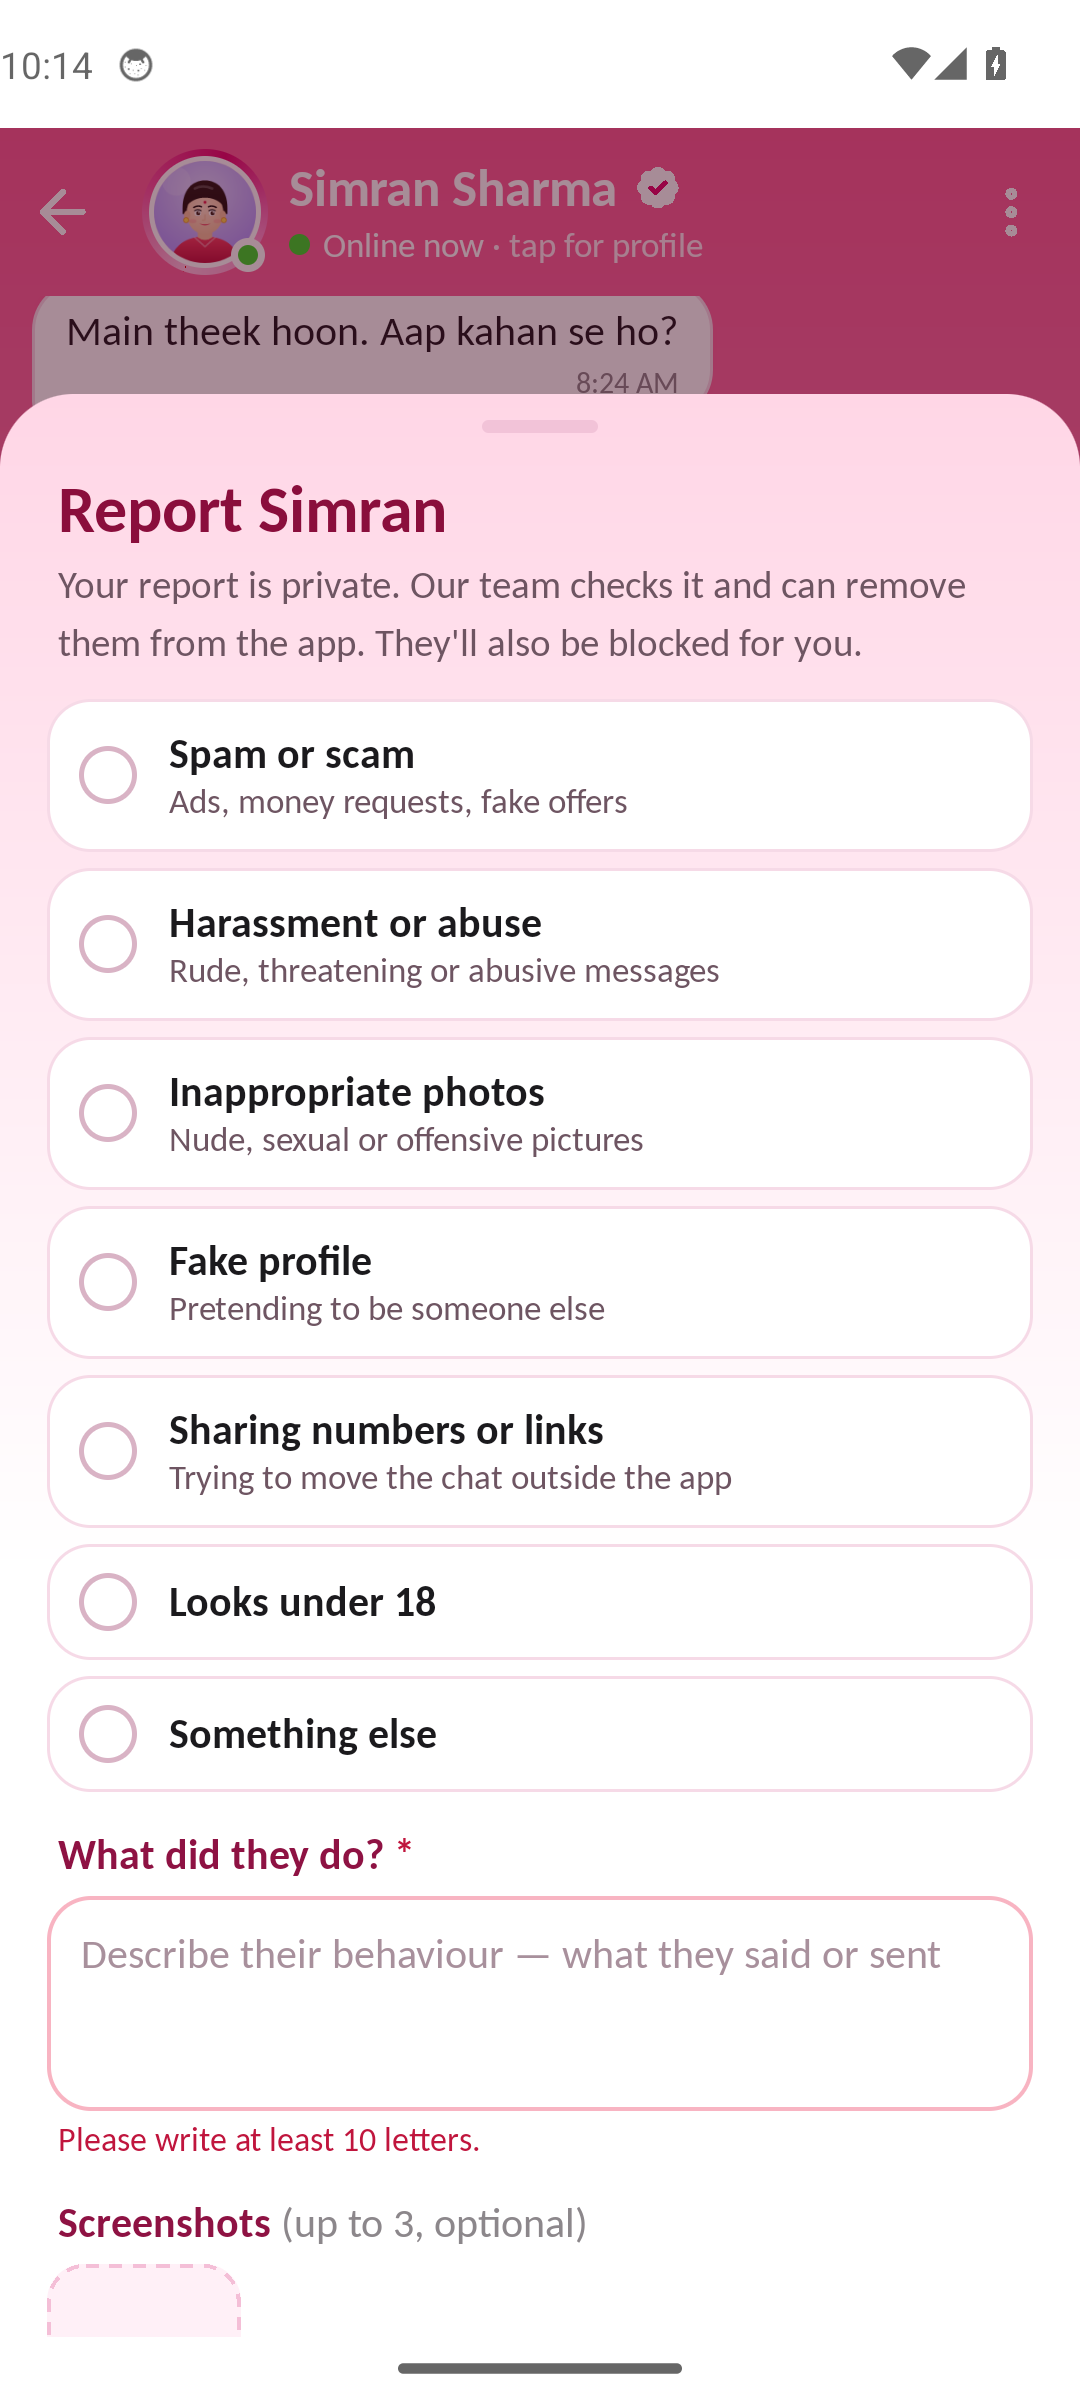 10:14
Simran Sharma
Online now · tap for profile
Main theek hoon. Aap kahan se ho?
8:24 AM
Report Simran
Your report is private. Our team checks it and can remove
them from the app. They'll also be blocked for you.
Spam or scam
Ads, money requests, fake offers
Harassment or abuse
Rude, threatening or abusive messages
Inappropriate photos
Nude, sexual or offensive pictures
Fake profile
Pretending to be someone else
Sharing numbers or links
Trying to move the chat outside the app
Looks under 18
Something else
What did they do? *
Describe their behaviour — what they said or sent
Please write at least 10 letters.
Screenshots (up to 3, optional)